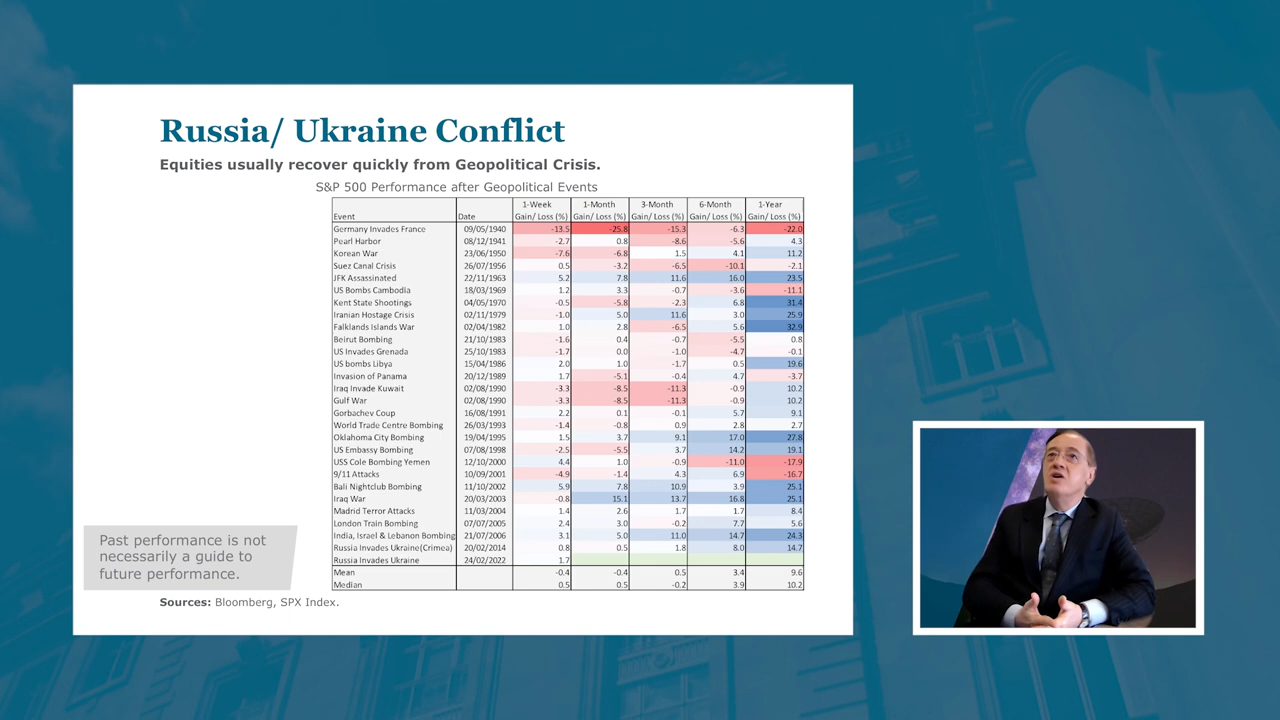 Russia/ Ukraine Conflict
Equities usually recover quickly from Geopolitical Crisis.
S&P 500 Performance after Geopolitical Events
1-Week 1-Month 3-Month 6-Month 1-Year
Event Date Gain/ Loss (%) Gain/ Loss (%) Gain/ Loss (%) Gain/ Loss (%) Gain/ Loss (%)
Germany Invades France 09/05/1940 -13.5 -25.8 -15.3 -6.3 -22.0
Pearl Harbor 08/12/1941 -2.7 0.8 -8.6 -5.6 4.3
Korean War 23/06/1950 -7.6 -6.8 1.5 4.1 11.2
Suez Canal Crisis 26/07/1956 0.5 -3.2 -6.5 -10.1 -2.1
JFK Assassinated 22/11/1963 5.2 7.8 11.6 16.0 23.5
US Bombs Cambodia 18/03/1969 1.2 3.3 -0.7 -3.6 -11.1
Kent State Shootings 04/05/1970 -0.5 -5.8 -2.3 6.8 31.4
Iranian Hostage Crisis 02/11/1979 -1.0 5.0 11.6 3.0 25.9
Falklands Islands War 02/04/1982 1.0 2.8 -6.5 5.6 32.9
Beirut Bombing 21/10/1983 -1.6 0.4 -0.7 -5.5 0.8
US Invades Grenada 25/10/1983 -1.7 0.0 -1.0 -4.7 -0.1
US bombs Libya 15/04/1986 2.0 1.0 -1.7 0.5 19.6
Invasion of Panama 20/12/1989 1.7 -5.1 -0.4 4.7 -3.7
Iraq Invade Kuwait 02/08/1990 -3.3 -8.5 -11.3 -0.9 10.2
Gulf War 02/08/1990 -3.3 -8.5 -11.3 -0.9 10.2
Gorbachev Coup 16/08/1991 2.2 0.1 -0.1 5.7 9.1
World Trade Centre Bombing 26/03/1993 -1.4 -0.8 0.9 2.8 2.7
Oklahoma City Bombing 19/04/1995 1.5 3.7 9.1 17.0 27.8
US Embassy Bombing 07/08/1998 -2.5 -5.5 3.7 14.2 19.1
USS Cole Bombing Yemen 12/10/2000 4.4 1.0 -0.9 -11.0 -17.9
9/11 Attacks 10/09/2001 -4.9 -1.4 4.3 6.9 -16.7
Bali Nightclub Bombing 11/10/2002 5.9 7.8 10.9 3.9 25.1
Iraq War 20/03/2003 -0.8 15.1 13.7 16.8 25.1
Madrid Terror Attacks 11/03/2004 1.4 2.6 1.7 1.7 8.4
London Train Bombing 07/07/2005 2.4 3.0 -0.2 7.7 5.6
India, Israel & Lebanon Bombing 21/07/2006 3.1 5.0 11.0 14.7 24.3
Russia Invades Ukraine(Crimea) 20/02/2014 0.8 0.5 1.8 8.0 14.7
Russia Invades Ukraine 24/02/2022 1.7
Mean -0.4 -0.4 0.5 3.4 9.6
Median 0.5 0.5 -0.2 3.9 10.2
Past performance is not
necessarily a guide to
future performance.
Sources: Bloomberg, SPX Index.